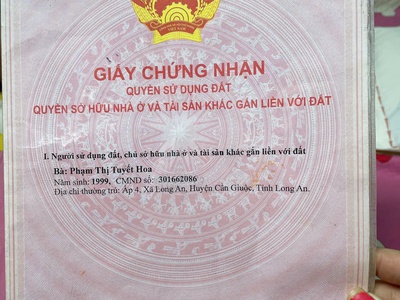 GIẤY CHỨNG NHẬN
QUYỀN SỬ DỤNG ĐẤT
QUYỀN SỞ HỮU NHÀ Ở VÀ TÀI SẢN KHÁC GẮN LIỀN VỚI ĐẤT
I. Người sử dụng đất, chủ sở hữu nhà ở và tài sản khác gắn liền với đất
Bà: Phạm Thị Tuyết Hoa
Năm sinh: 1999, CMND số: 301662086
Địa chỉ thường trú: Ấp 4, Xã Long An, Huyện Cần Giuộc, Tỉnh Long An.